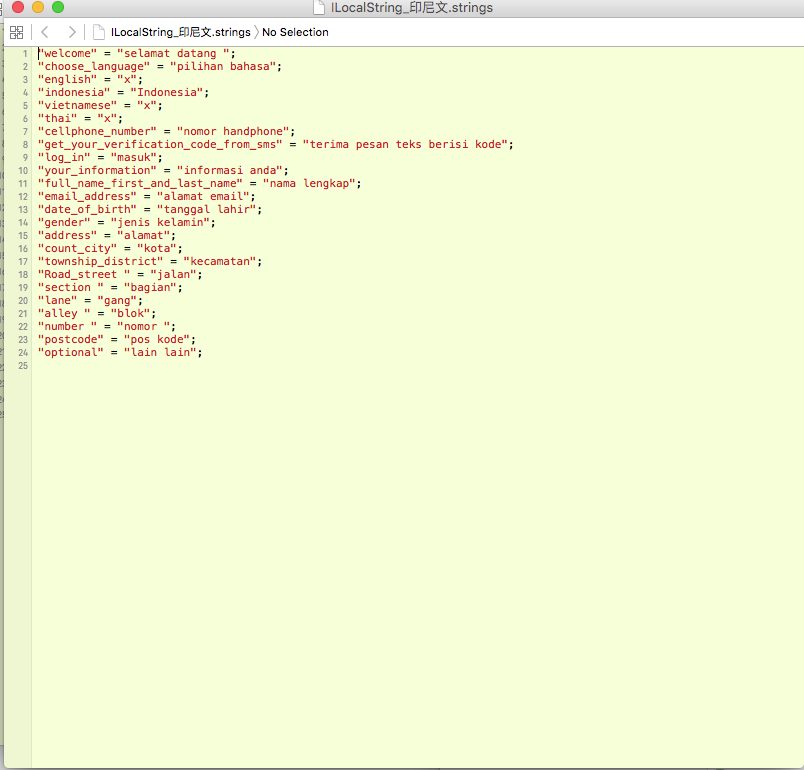 lLocalString_印尼文.strings
lLocalString_印尼文.strings 〉 No Selection
1 "welcome" = "selamat datang ";
2 "choose_language" = "pilihan bahasa";
3 "english" = "x";
4 "indonesia" = "Indonesia";
5 "vietnamese" = "x";
6 "thai" = "x";
7 "cellphone_number" = "nomor handphone";
8 "get_your_verification_code_from_sms" = "terima pesan teks berisi kode";
9 "log_in" = "masuk";
10 "your_information" = "informasi anda";
11 "full_name_first_and_last_name" = "nama lengkap";
12 "email_address" = "alamat email";
13 "date_of_birth" = "tanggal lahir";
14 "gender" = "jenis kelamin";
15 "address" = "alamat";
16 "count_city" = "kota";
17 "township_district" = "kecamatan";
18 "Road_street " = "jalan";
19 "section " = "bagian";
20 "lane" = "gang";
21 "alley " = "blok";
22 "number " = "nomor ";
23 "postcode" = "pos kode";
24 "optional" = "lain lain";
25